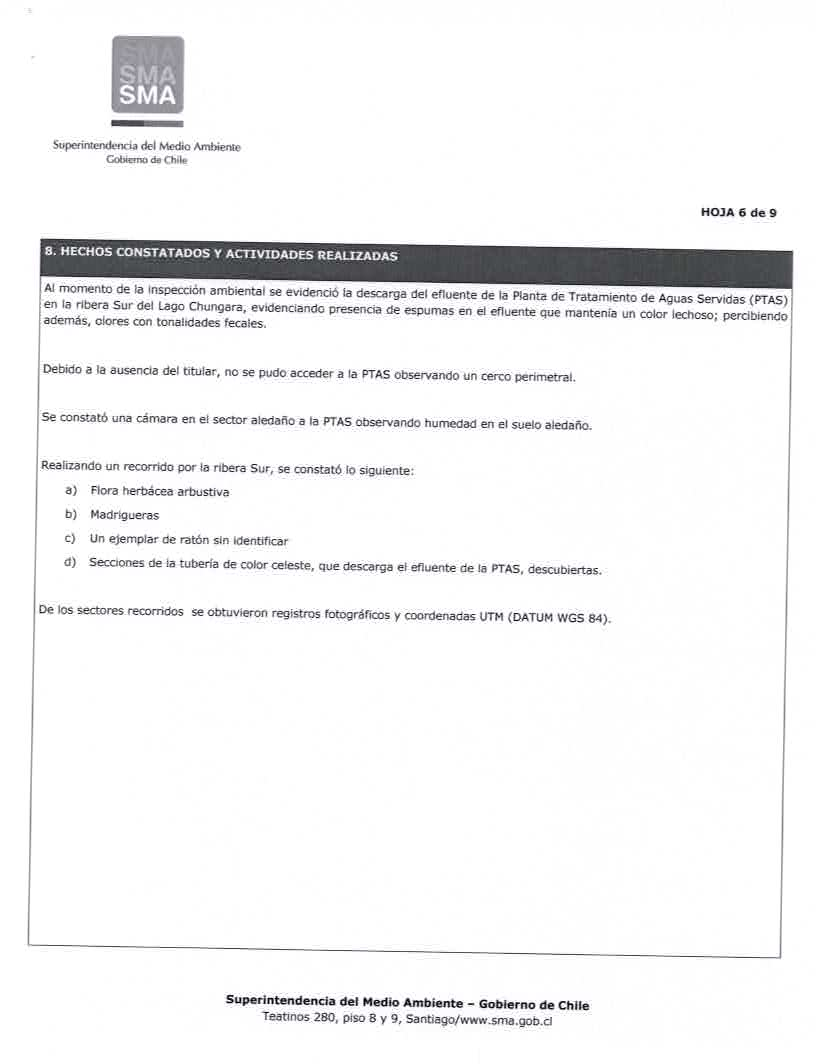 SMA
SMA
SMA
Superintendencia del Medio Ambiente
Gobierno de Chile
HOJA 6 de 9
8. HECHOS CONSTATADOS Y ACTIVIDADES REALIZADAS
Al momento de la inspección ambiental se evidenció la descarga del efluente de la Planta de Tratamiento de Aguas Servidas (PTAS)
en la ribera Sur del Lago Chungara, evidenciando presencia de espumas en el efluente que mantenía un color lechoso; percibiendo
además, olores con tonalidades fecales.
Debido a la ausencia del titular, no se pudo acceder a la PTAS observando un cerco perimetral.
Se constató una cámara en el sector aledaño a la PTAS observando humedad en el suelo aledaño.
Realizando un recorrido por la ribera Sur, se constató lo siguiente:
a) Flora herbácea arbustiva
b) Madrigueras
c) Un ejemplar de ratón sin identificar
d) Secciones de la tubería de color celeste, que descarga el efluente de la PTAS, descubiertas.
De los sectores recorridos se obtuvieron registros fotográficos y coordenadas UTM (DATUM WGS 84).
Superintendencia del Medio Ambiente – Gobierno de Chile
Teatinos 280, piso 8 y 9, Santiago/www.sma.gob.cl